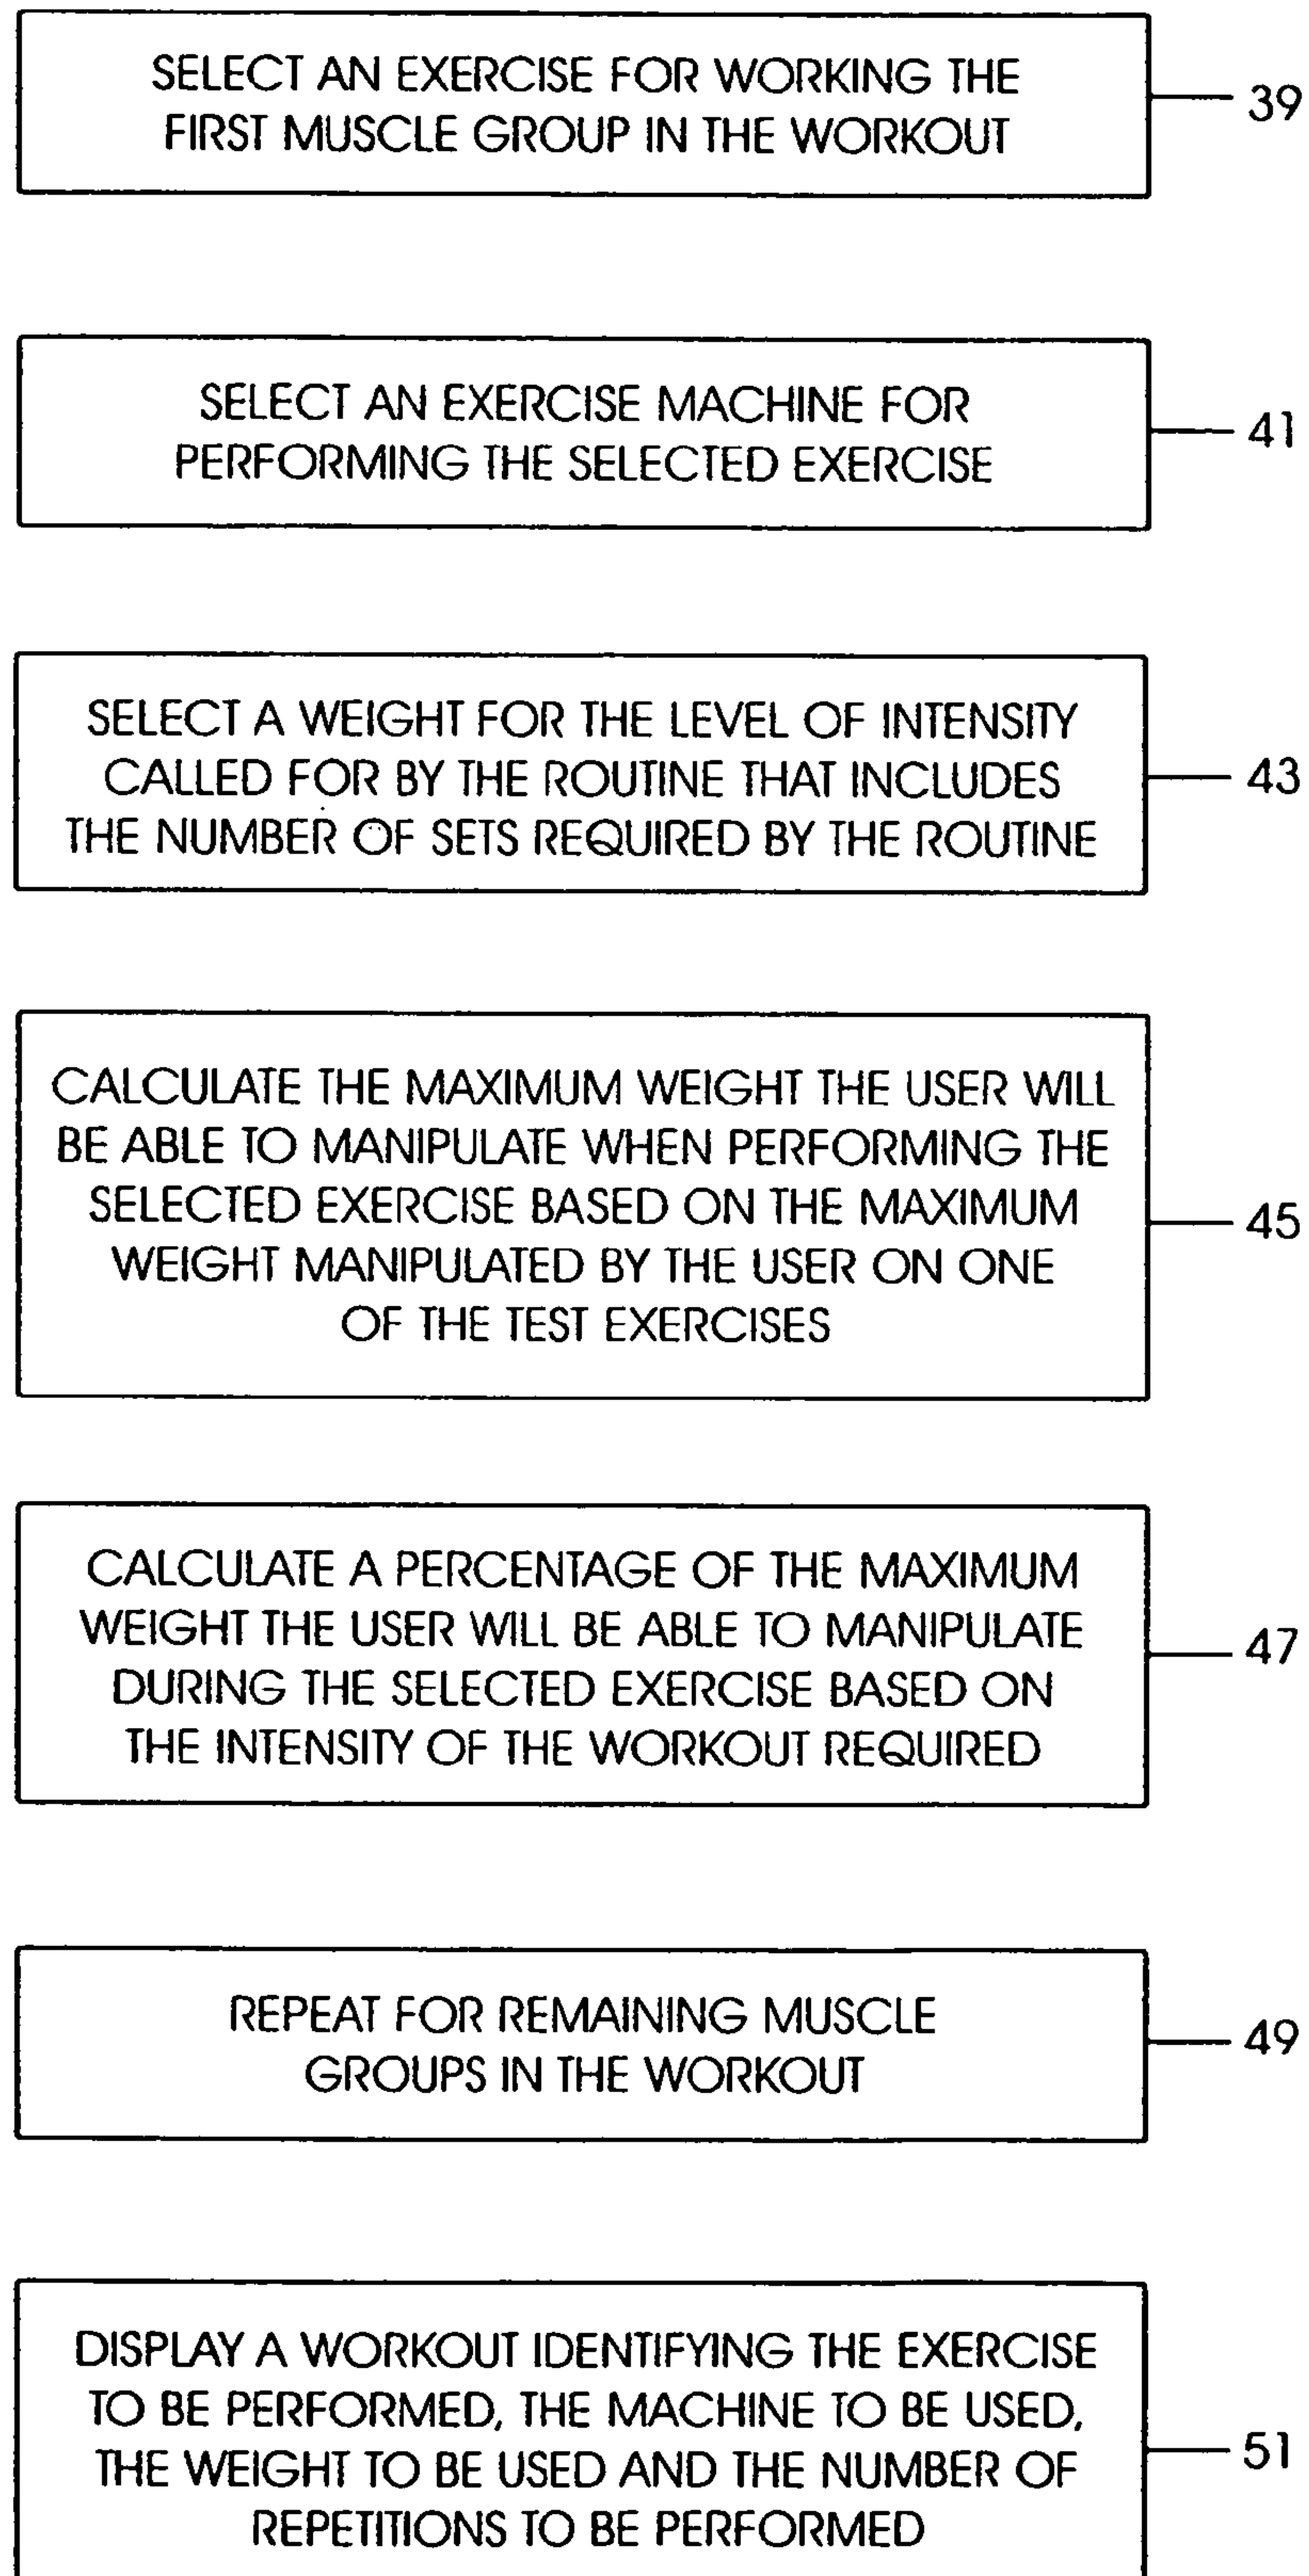 SELECT AN EXERCISE FOR WORKING THE
FIRST MUSCLE GROUP IN THE WORKOUT
39
SELECT AN EXERCISE MACHINE FOR
PERFORMING THE SELECTED EXERCISE
41
SELECT A WEIGHT FOR THE LEVEL OF INTENSITY
CALLED FOR BY THE ROUTINE THAT INCLUDES
THE NUMBER OF SETS REQUIRED BY THE ROUTINE
43
CALCULATE THE MAXIMUM WEIGHT THE USER WILL
BE ABLE TO MANIPULATE WHEN PERFORMING THE
SELECTED EXERCISE BASED ON THE MAXIMUM
WEIGHT MANIPULATED BY THE USER ON ONE
OF THE TEST EXERCISES
45
CALCULATE A PERCENTAGE OF THE MAXIMUM
WEIGHT THE USER WILL BE ABLE TO MANIPULATE
DURING THE SELECTED EXERCISE BASED ON
THE INTENSITY OF THE WORKOUT REQUIRED
47
REPEAT FOR REMAINING MUSCLE
GROUPS IN THE WORKOUT
49
DISPLAY A WORKOUT IDENTIFYING THE EXERCISE
TO BE PERFORMED, THE MACHINE TO BE USED,
THE WEIGHT TO BE USED AND THE NUMBER OF
REPETITIONS TO BE PERFORMED
51